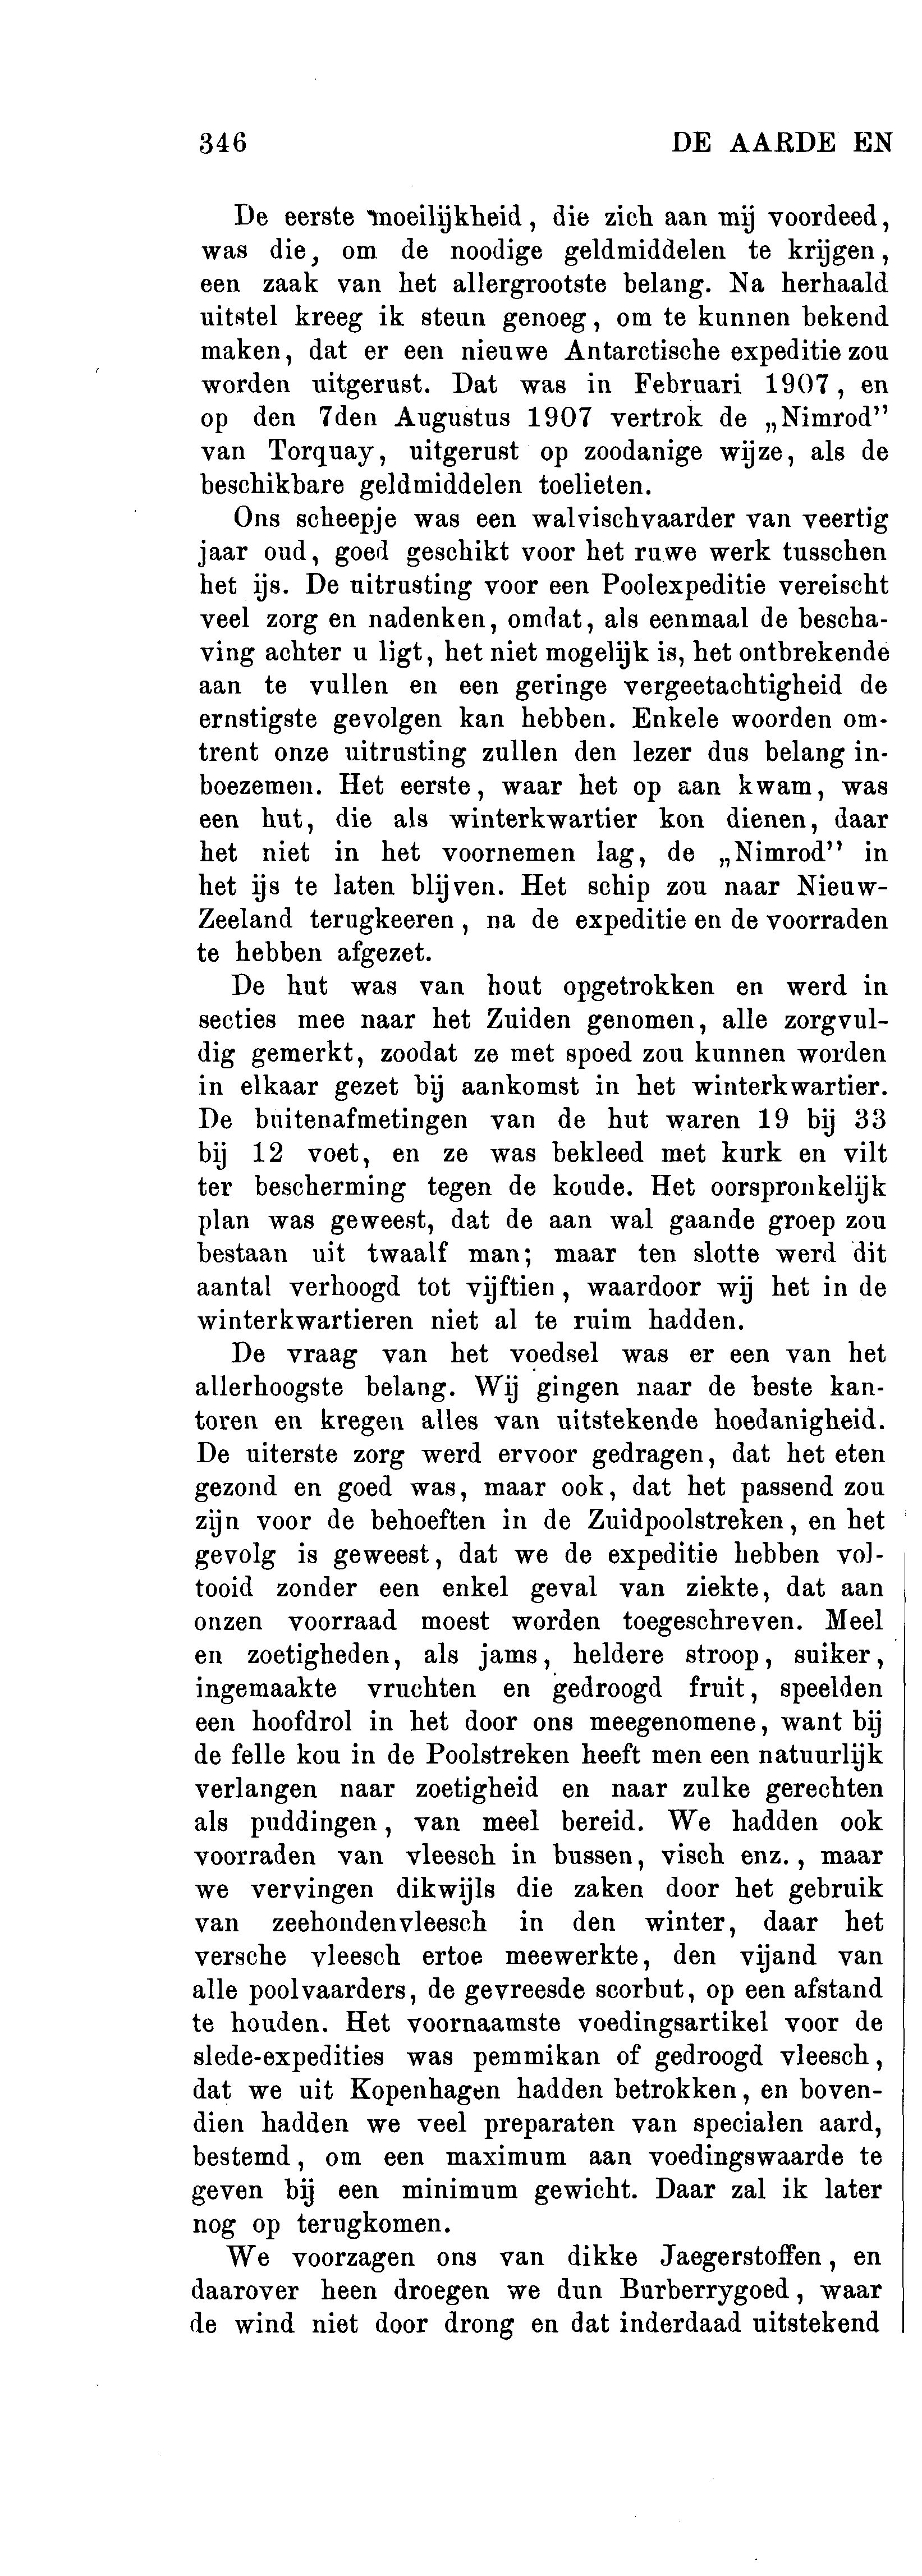 346 DE AARDE EN
De eerste moeilijkheid, die zich aan mij voordeed,
was die, om de noodige geldmiddelen te krijgen,
een zaak van het allergrootste belang. Na herhaald
uitstel kreeg ik steun genoeg, om te kunnen bekend
maken, dat er een nieuwe Antarctische expeditie zou
worden uitgerust. Dat was in Februari 1907, en
op den 7den Augustus 1907 vertrok de „Nimrod”
van Torquay, uitgerust op zoodanige wijze, als de
beschikbare geldmiddelen toelieten.
Ons scheepje was een walvischvaarder van veertig
jaar oud, goed geschikt voor het ruwe werk tusschen
het ijs. De uitrusting voor een Poolexpeditie vereischt
veel zorg en nadenken, omdat, als eenmaal de bescha-
ving achter u ligt, het niet mogelijk is, het ontbrekende
aan te vullen en een geringe vergeetachtigheid de
ernstigste gevolgen kan hebben. Enkele woorden om-
trent onze uitrusting zullen den lezer dus belang in-
boezemen. Het eerste, waar het op aan kwam, was
een hut, die als winterkwartier kon dienen, daar
het niet in het voornemen lag, de „Nimrod” in
het ijs te laten blijven. Het schip zou naar Nieuw-
Zeeland terugkeeren, na de expeditie en de voorraden
te hebben afgezet.
De hut was van hout opgetrokken en werd in
secties mee naar het Zuiden genomen, alle zorgvul-
dig gemerkt, zoodat ze met spoed zou kunnen worden
in elkaar gezet bij aankomst in het winterkwartier.
De buitenafmetingen van de hut waren 19 bij 33
bij 12 voet, en ze was bekleed met kurk en vilt
ter bescherming tegen de koude. Het oorspronkelijk
plan was geweest, dat de aan wal gaande groep zou
bestaan uit twaalf man; maar ten slotte werd dit
aantal verhoogd tot vijftien, waardoor wij het in de
winterkwartieren niet al te ruim hadden.
De vraag van het voedsel was er een van het
allerhoogste belang. Wij gingen naar de beste kan-
toren en kregen alles van uitstekende hoedanigheid.
De uiterste zorg werd ervoor gedragen, dat het eten
gezond en goed was, maar ook, dat het passend zou
zijn voor de behoeften in de Zuidpoolstreken, en het
gevolg is geweest, dat we de expeditie hebben vol-
tooid zonder een enkel geval van ziekte, dat aan
onzen voorraad moest worden toegeschreven. Meel
en zoetigheden, als jams, heldere stroop, suiker,
ingemaakte vruchten en gedroogd fruit, speelden
een hoofdrol in het door ons meegenomene, want bij
de felle kou in de Poolstreken heeft men een natuurlijk
verlangen naar zoetigheid en naar zulke gerechten
als puddingen, van meel bereid. We hadden ook
voorraden van vleesch in bussen, visch enz., maar
we vervingen dikwijls die zaken door het gebruik
van zeehondenvleesch in den winter, daar het
versche vleesch ertoe meewerkte, den vijand van
alle poolvaarders, de gevreesde scorbut, op een afstand
te houden. Het voornaamste voedingsartikel voor de
slede-expedities was pemmikan of gedroogd vleesch,
dat we uit Kopenhagen hadden betrokken, en boven-
dien hadden we veel preparaten van specialen aard,
bestemd, om een maximum aan voedingswaarde te
geven bij een minimum gewicht. Daar zal ik later
nog op terugkomen.
We voorzagen ons van dikke Jaegerstoffen, en
daarover heen droegen we dun Burberrygoed, waar
de wind niet door drong en dat inderdaad uitstekend